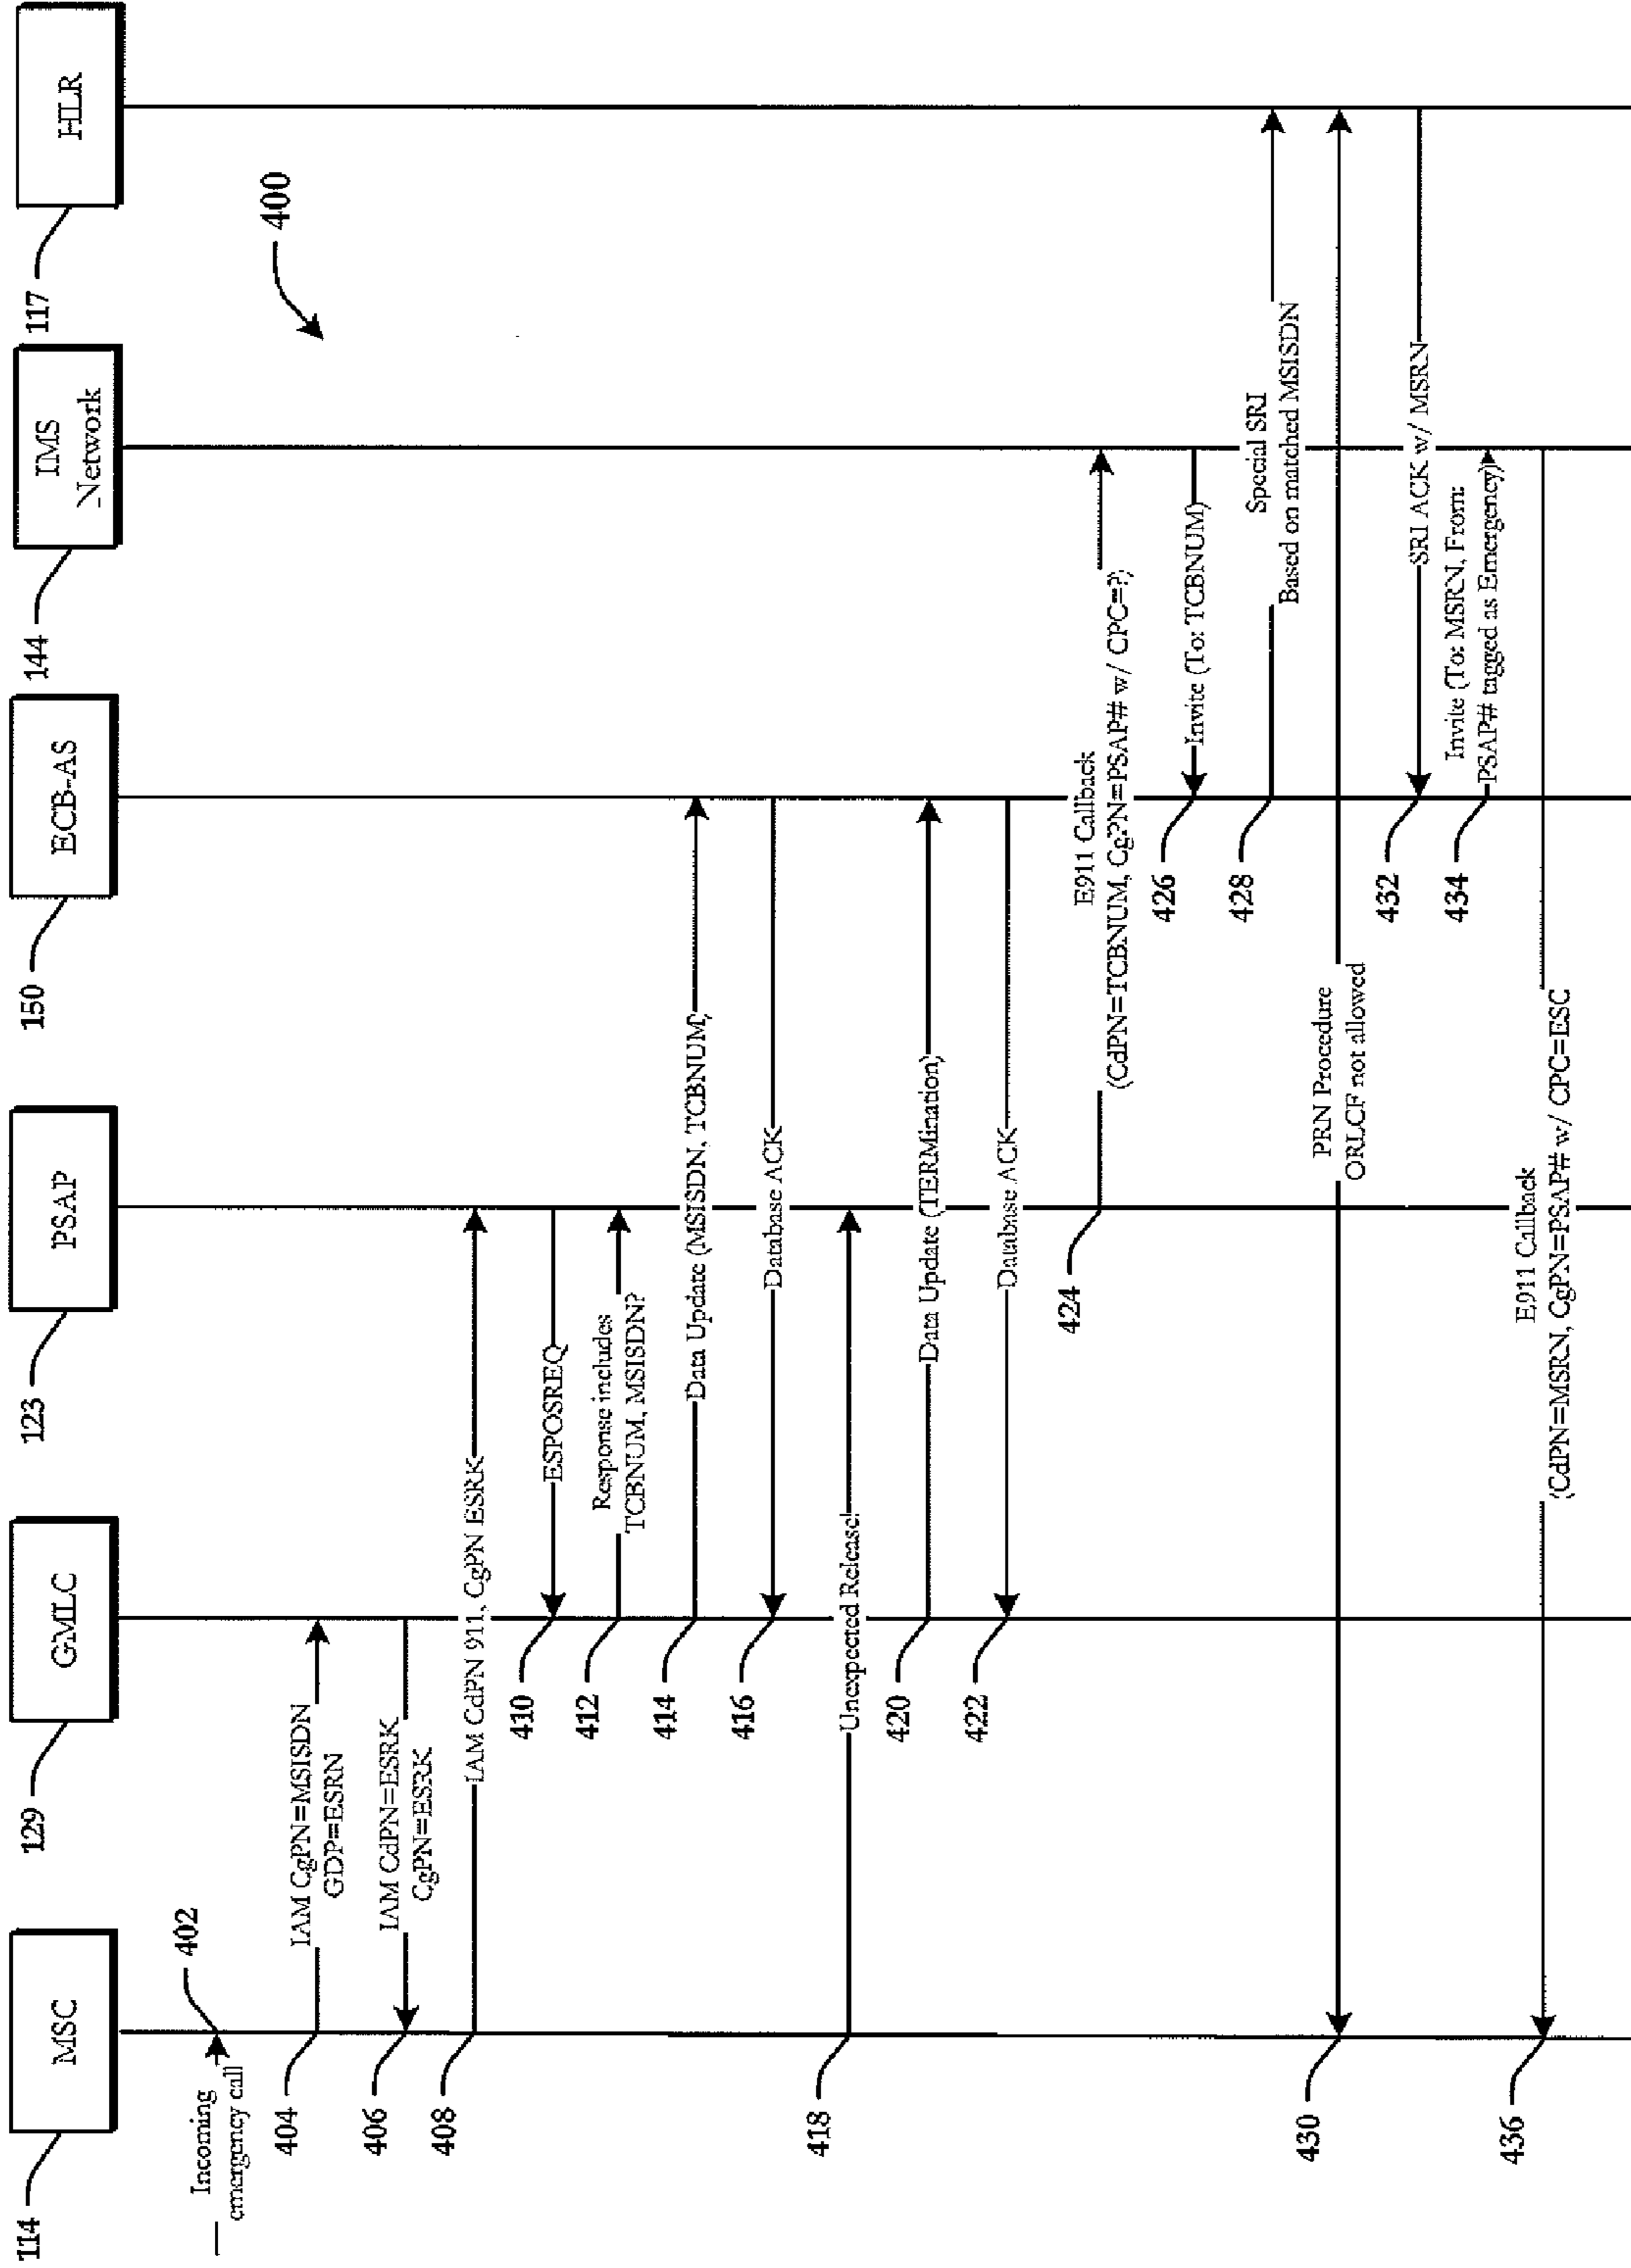 MSC
114
GMLC
129
PSAP
123
ECB-AS
150
IMS
Network
144
HLR
117
400
Incoming
emergency call
402
IAM CgPN=MSISDN
GDP=ESRN
404
IAM CdPN=ESRK
CgPN=ESRK
406
IAM CdPN 911, CgPN ESRK
408
ESPOSREQ
410
Response includes
TCBNUM, MSISDN?
412
Data Update (MSISDN, TCBNUM)
414
Database ACK
416
Unexpected Release!
418
Data Update (TERMination)
420
Database ACK
422
E911 Callback
(CdPN=TCBNUM, CgPN=PSAP# w/ CPC=?)
424
Invite (To: TCBNUM)
426
Special SRI
Based on matched MSISDN
428
PRN Procedure
ORLCF not allowed
430
SRI ACK w/ MSRN
432
Invite (To: MSRN, From:
PSAP# tagged as Emergency)
434
E911 Callback
(CdPN=MSRN, CgPN=PSAP# w/ CPC=ESC
436